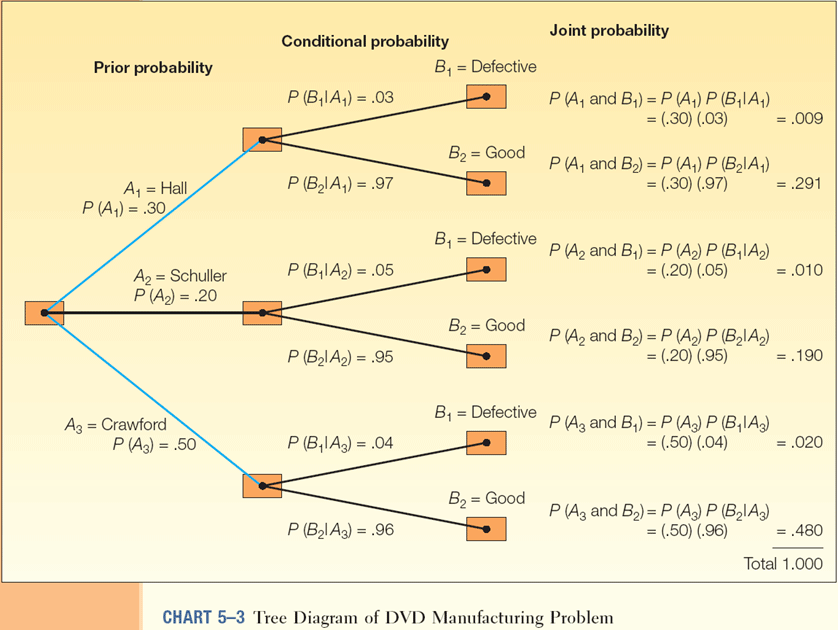 Prior probability
Conditional probability
Joint probability
B₁ = Defective
P (B₁|A₁) = .03
P (A₁ and B₁) = P (A₁) P (B₁|A₁)
= (.30) (.03) = .009
B₂ = Good
P (B₂|A₁) = .97
P (A₁ and B₂) = P (A₁) P (B₂|A₁)
= (.30) (.97) = .291
A₁ = Hall
P (A₁) = .30
B₁ = Defective
P (B₁|A₂) = .05
P (A₂ and B₁) = P (A₂) P (B₁|A₂)
= (.20) (.05) = .010
A₂ = Schuller
P (A₂) = .20
B₂ = Good
P (B₂|A₂) = .95
P (A₂ and B₂) = P (A₂) P (B₂|A₂)
= (.20) (.95) = .190
A₃ = Crawford
P (A₃) = .50
B₁ = Defective
P (B₁|A₃) = .04
P (A₃ and B₁) = P (A₃) P (B₁|A₃)
= (.50) (.04) = .020
B₂ = Good
P (B₂|A₃) = .96
P (A₃ and B₂) = P (A₃) P (B₂|A₃)
= (.50) (.96) = .480
Total 1.000
CHART 5–3 Tree Diagram of DVD Manufacturing Problem